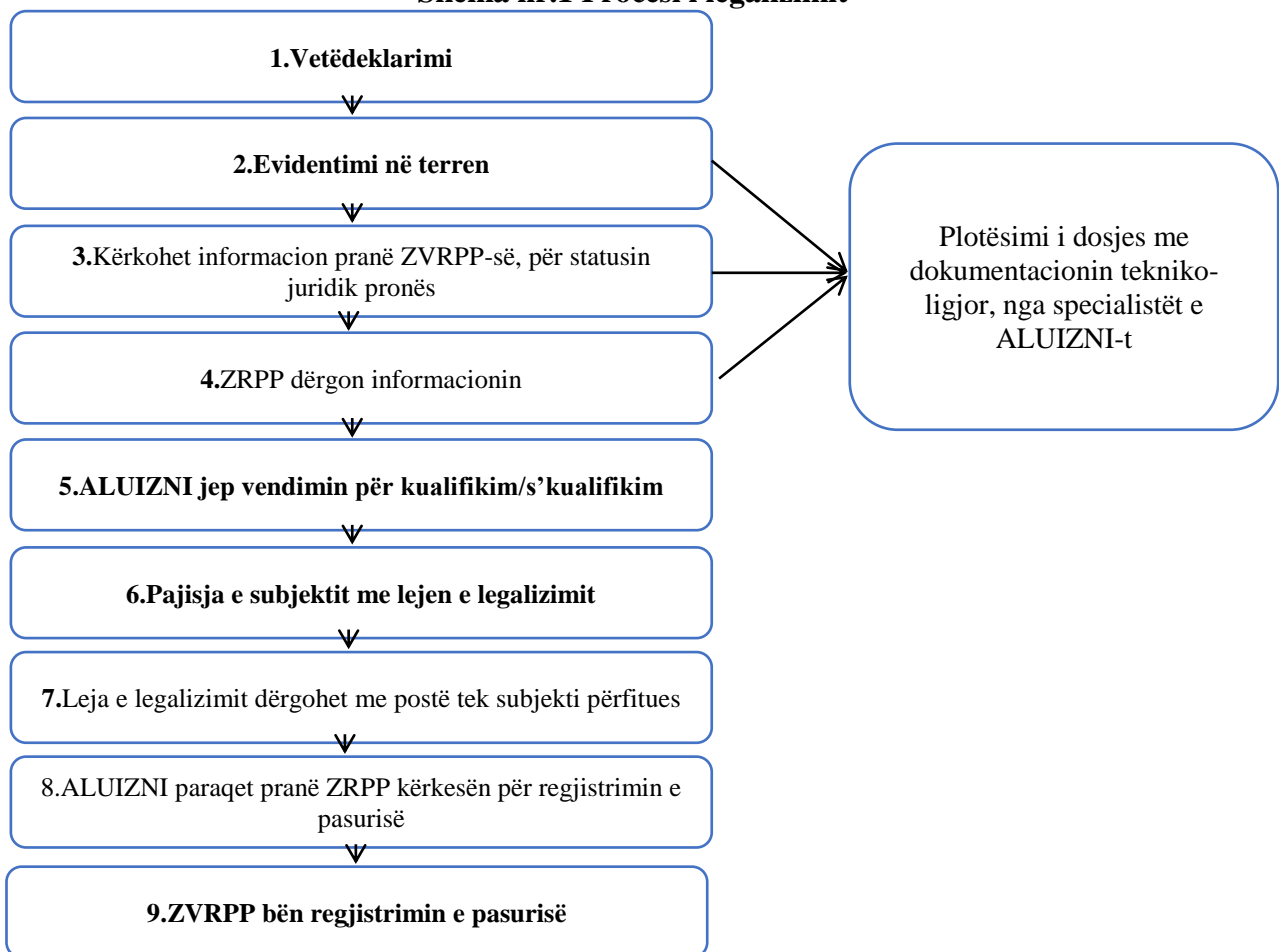 1.Vetëdeklarimi
2.Evidentimi në terren
3.Kërkohet informacion pranë ZVRPP-së, për statusin
juridik pronës
4.ZRPP dërgon informacionin
5.ALUIZNI jep vendimin për kualifikim/s’kualifikim
6.Pajisja e subjektit me lejen e legalizimit
7.Leja e legalizimit dërgohet me postë tek subjekti përfitues
8.ALUIZNI paraqet pranë ZRPP kërkesën për regjistrimin e
pasurisë
9.ZVRPP bën regjistrimin e pasurisë
Plotësimi i dosjes me
dokumentacionin tekniko-
ligjor, nga specialistët e
ALUIZNI-t